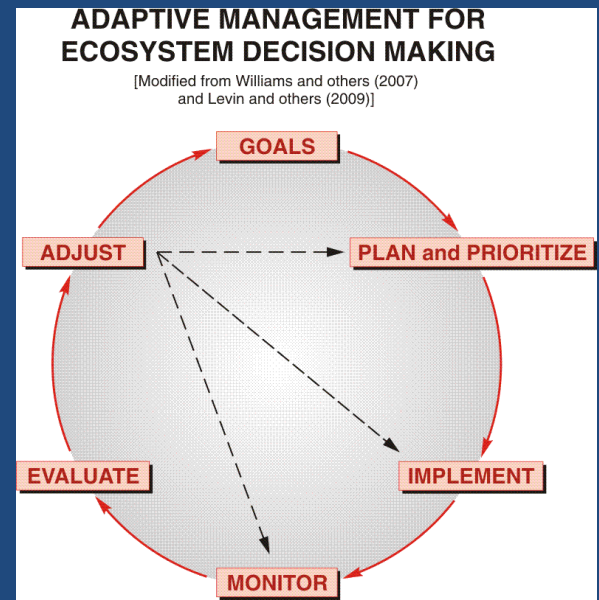 ADAPTIVE MANAGEMENT FOR
ECOSYSTEM DECISION MAKING
[Modified from Williams and others (2007)
and Levin and others (2009)]
GOALS
ADJUST
PLAN and PRIORITIZE
EVALUATE
IMPLEMENT
MONITOR